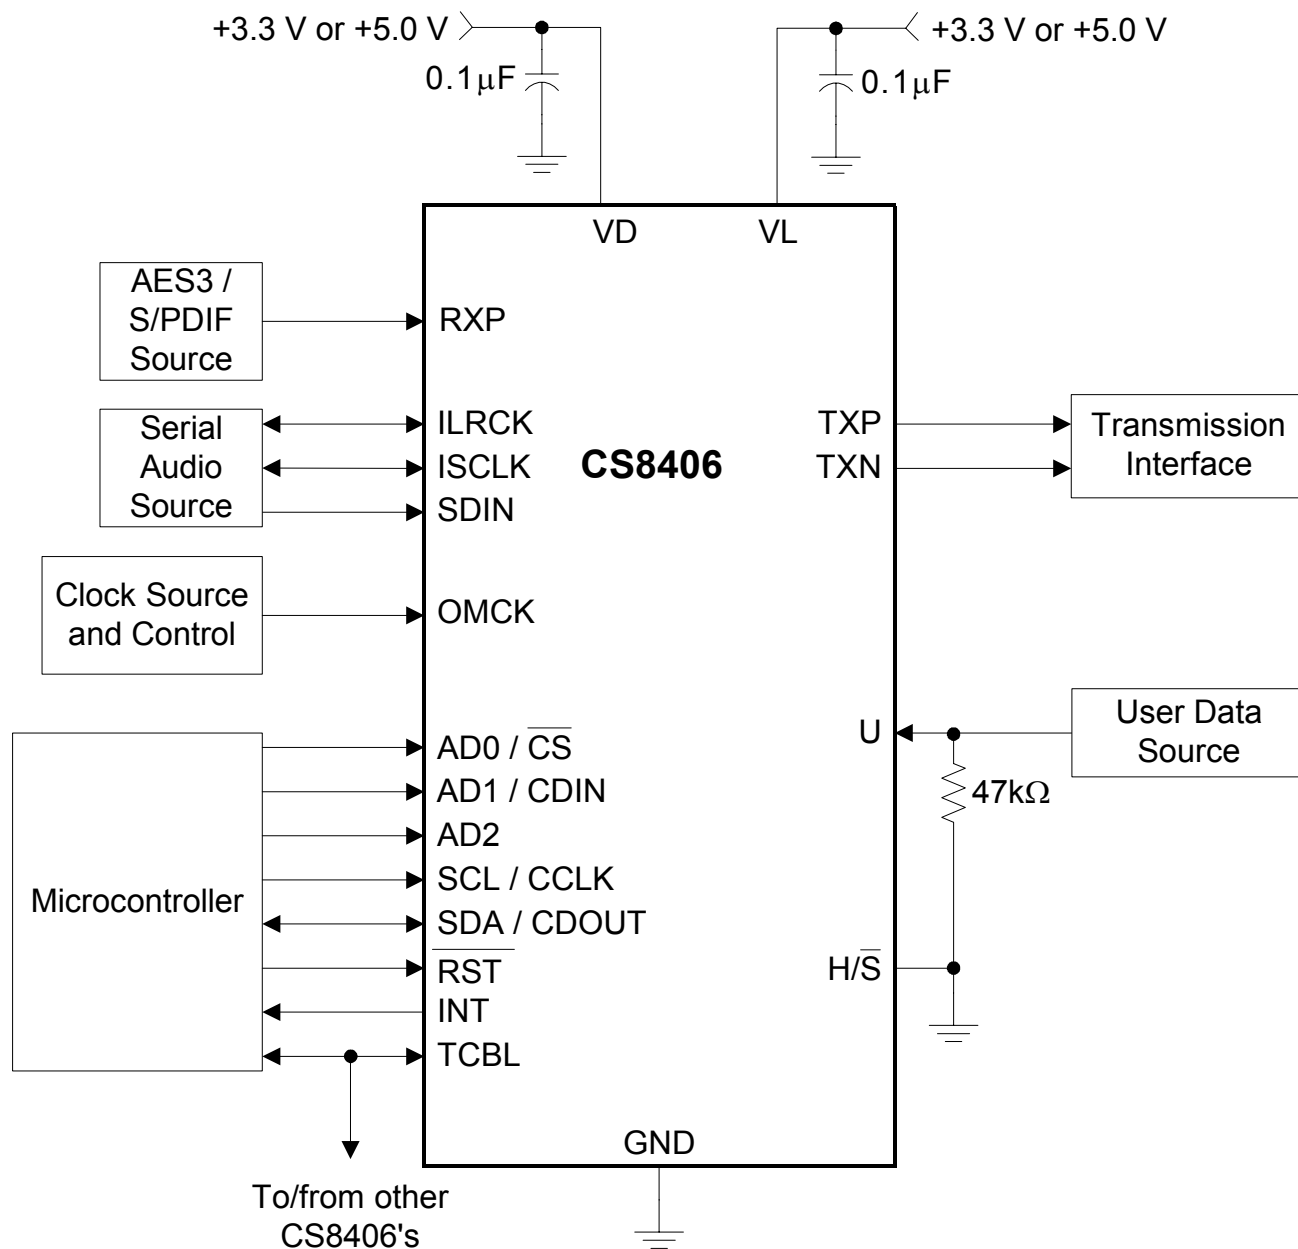 +3.3 V or +5.0 V
+3.3 V or +5.0 V
0.1µF
0.1µF
VD
VL
AES3 /
S/PDIF
Source
RXP
Serial
Audio
Source
ILRCK
ISCLK
SDIN
CS8406
TXP
TXN
Transmission
Interface
Clock Source
and Control
OMCK
Microcontroller
AD0 / C̅S̅
AD1 / CDIN
AD2
SCL / CCLK
SDA / CDOUT
R̅S̅T̅
INT
TCBL
U
User Data
Source
47kΩ
H/S̅
GND
To/from other
CS8406's